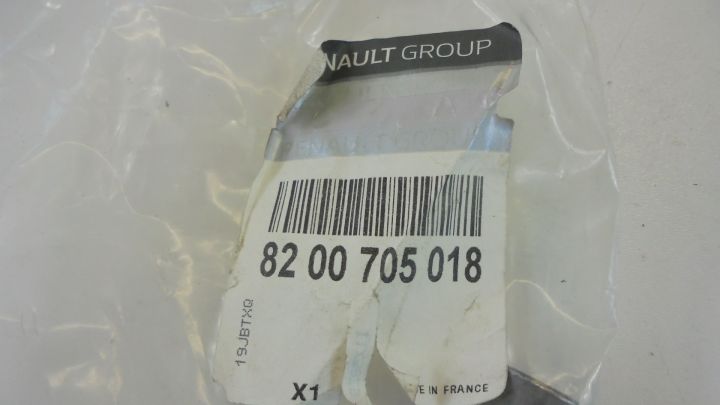 NAULT GROUP
82 00 705 018
19JBTXQ
X1
E IN FRANCE